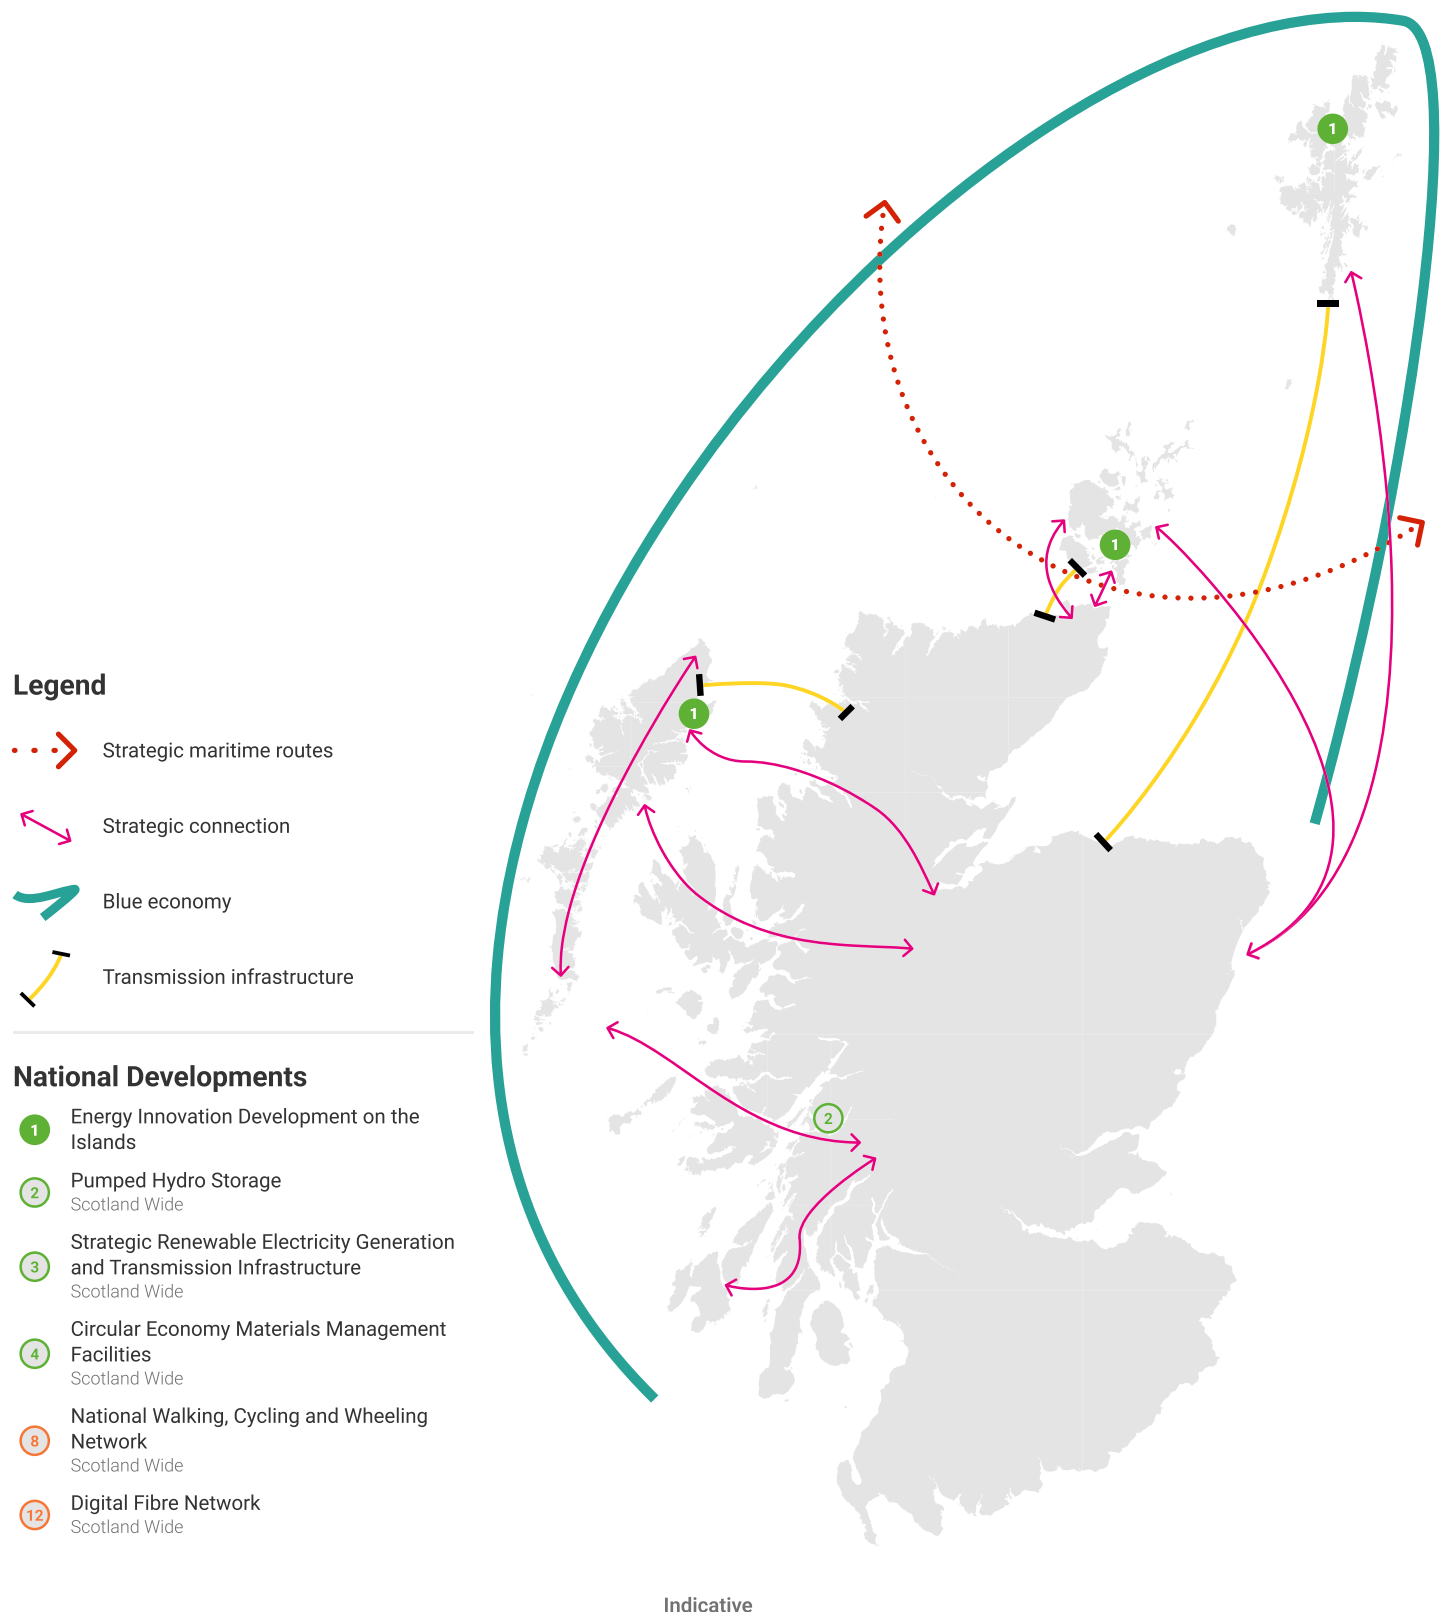 1
1
1
2
Legend
Strategic maritime routes
Strategic connection
Blue economy
Transmission infrastructure
National Developments
1 Energy Innovation Development on the
Islands
2 Pumped Hydro Storage
Scotland Wide
3 Strategic Renewable Electricity Generation
and Transmission Infrastructure
Scotland Wide
4 Circular Economy Materials Management
Facilities
Scotland Wide
8 National Walking, Cycling and Wheeling
Network
Scotland Wide
12 Digital Fibre Network
Scotland Wide
Indicative